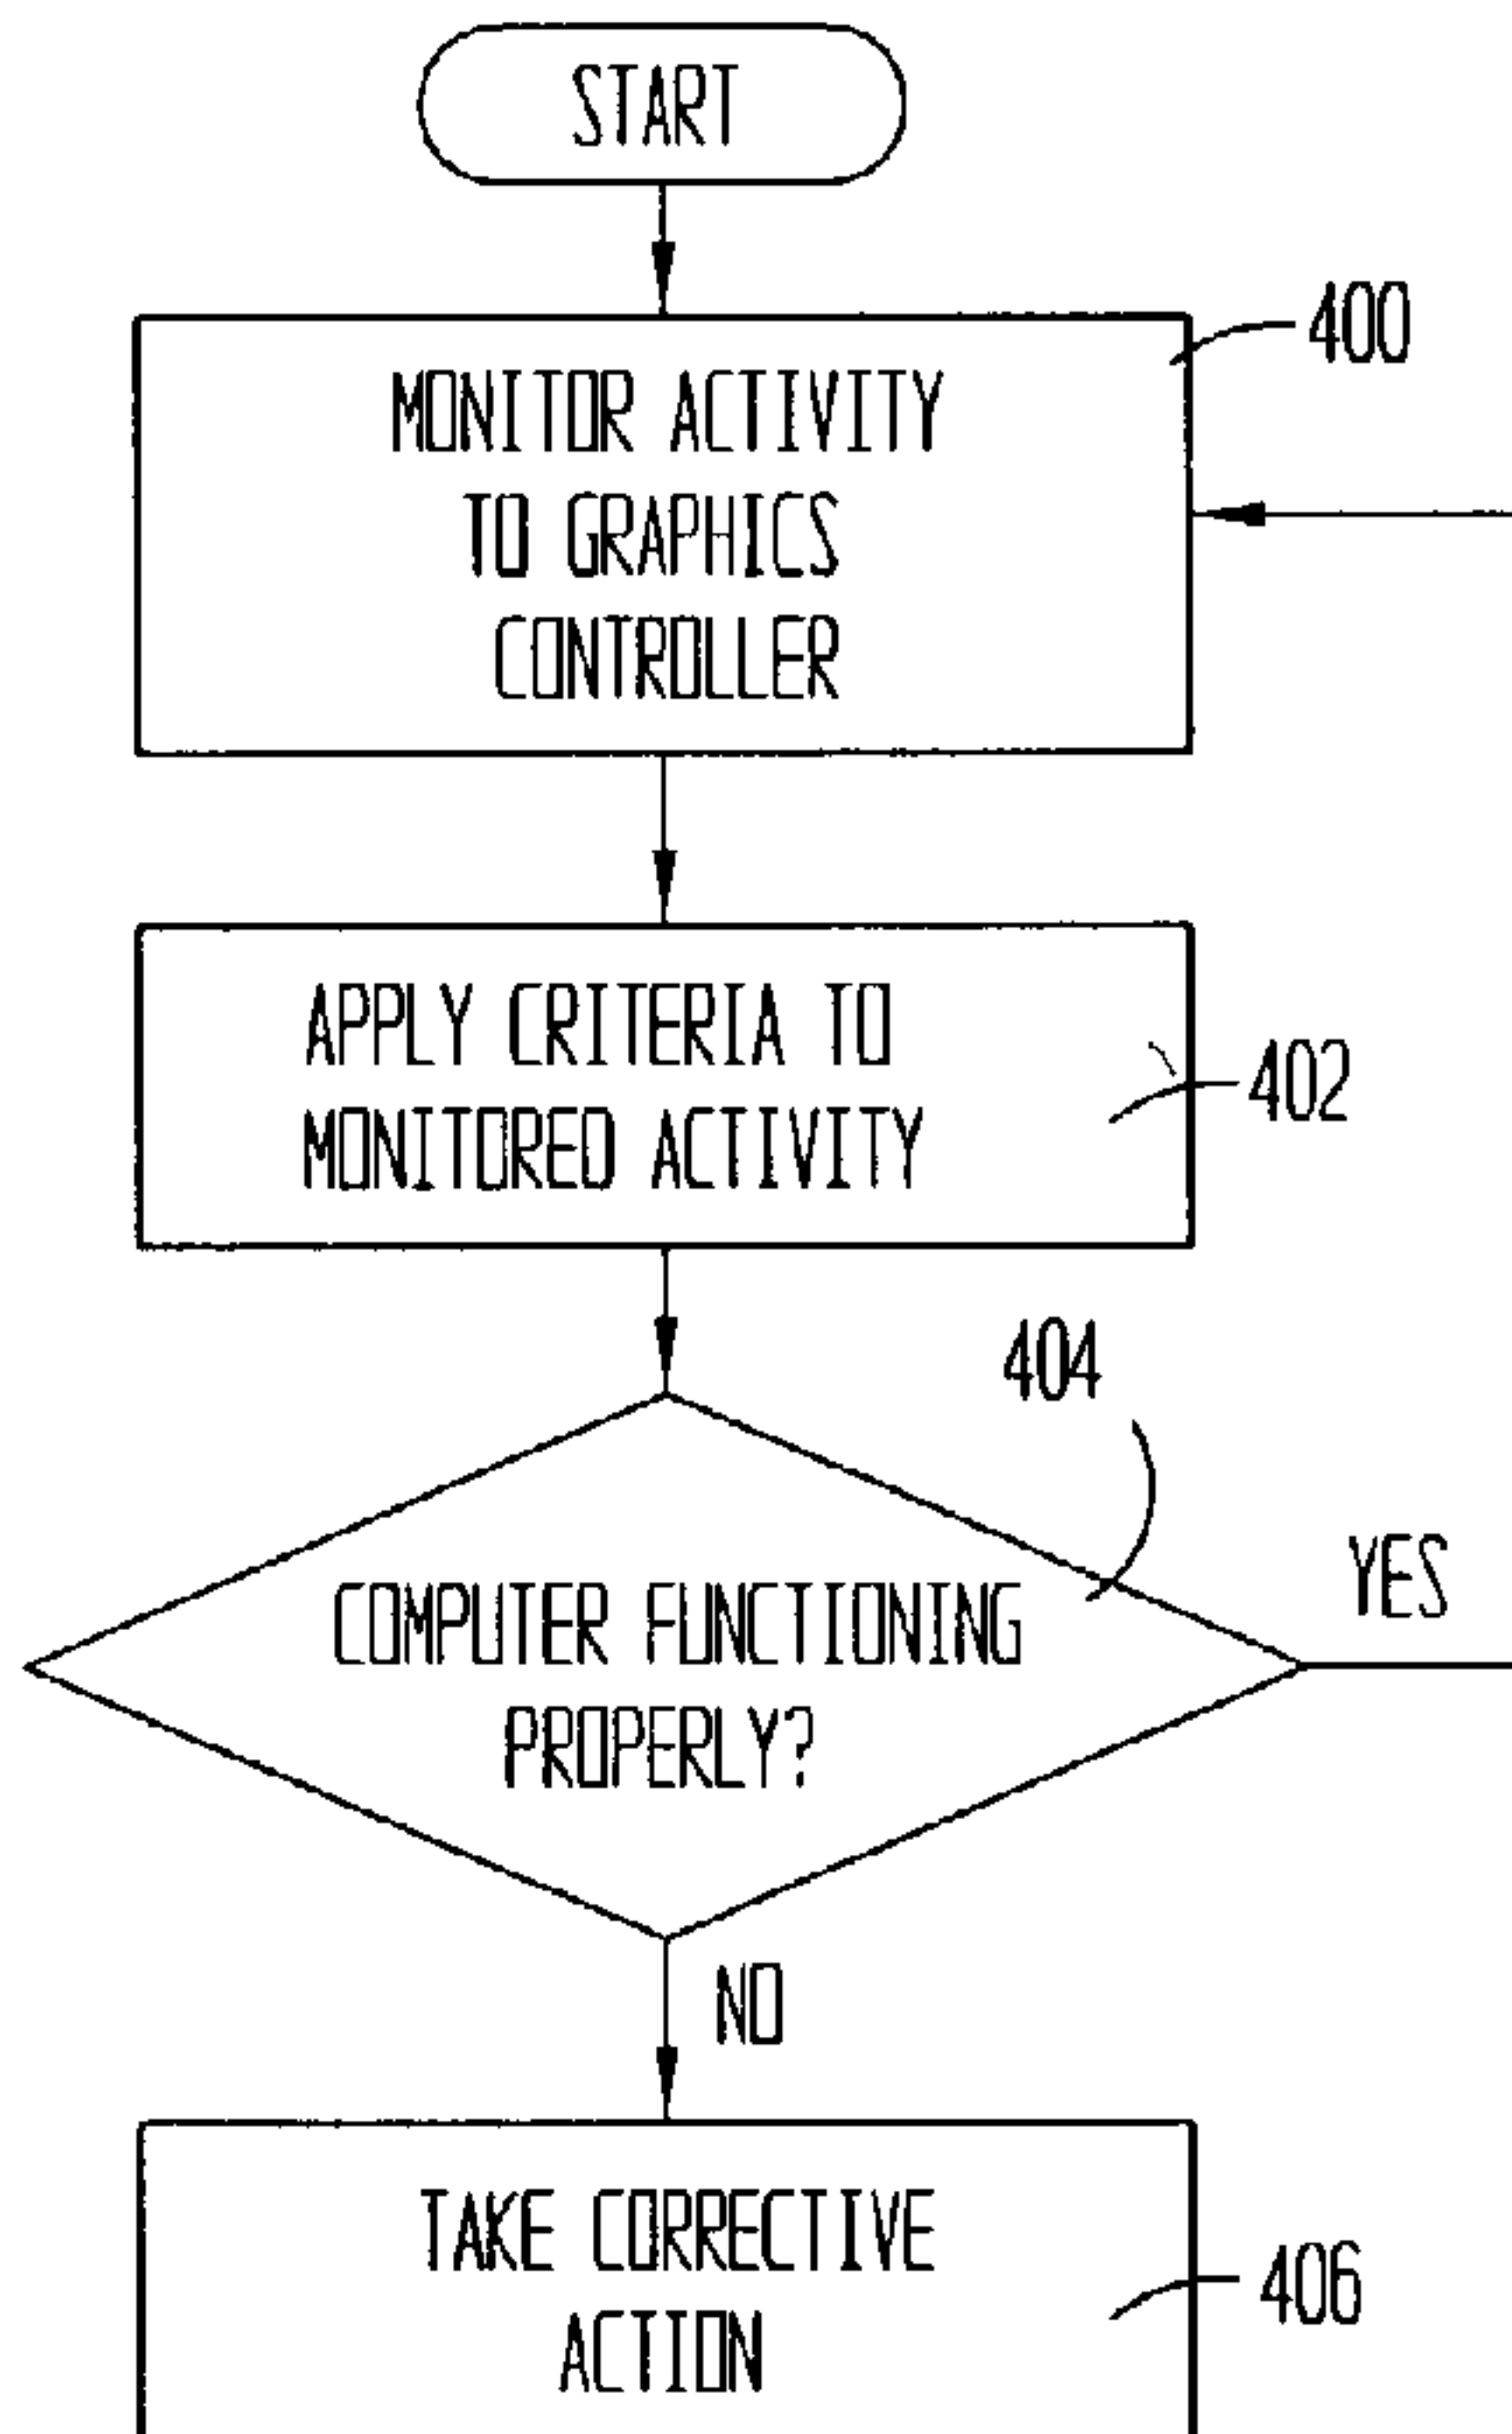 START
400
MONITOR ACTIVITY
TO GRAPHICS
CONTROLLER
APPLY CRITERIA TO
MONITORED ACTIVITY
402
404
COMPUTER FUNCTIONING
PROPERLY?
YES
NO
TAKE CORRECTIVE
ACTION
406